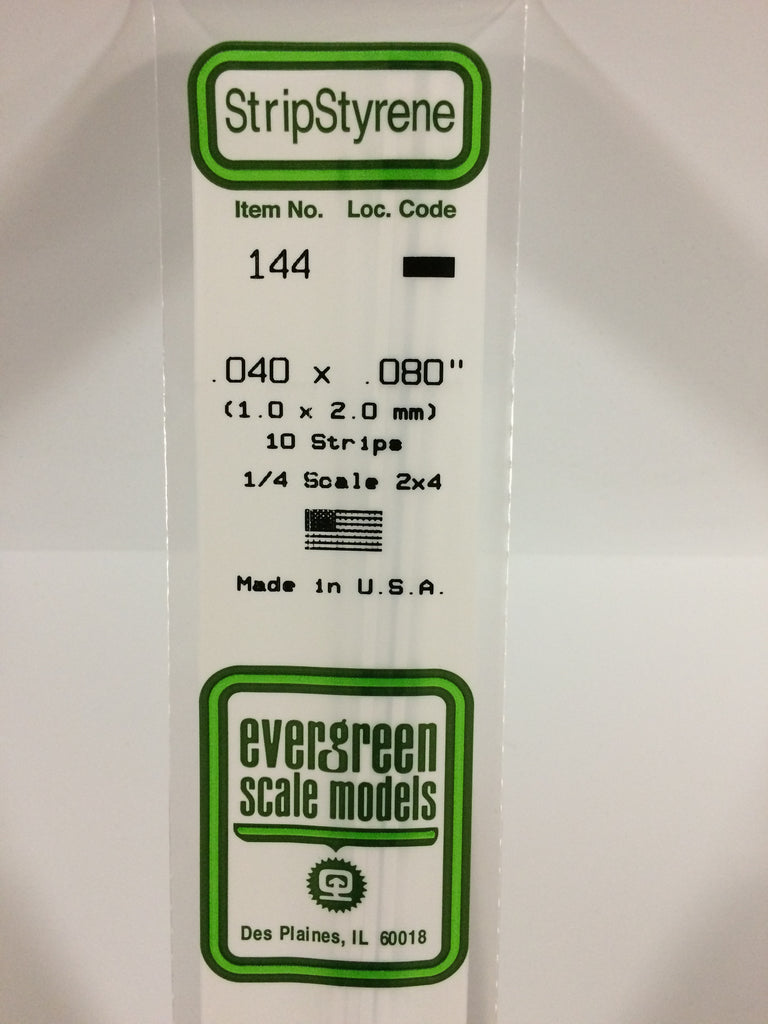 StripStyrene
Item No. Loc. Code
144
.040 x .080"
(1.0 x 2.0 mm)
10 Strips
1/4 Scale 2x4
Made in U.S.A.
evergreen
scale models
Des Plaines, IL 60018